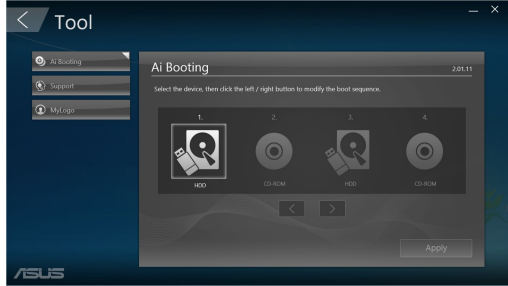 Tool
Ai Booting
Support
MyLogo
Ai Booting
2.01.11
Select the device, then click the left / right button to modify the boot sequence.
1. 2. 3. 4.
HDD CD-ROM HDD CD-ROM
Apply
ASUS